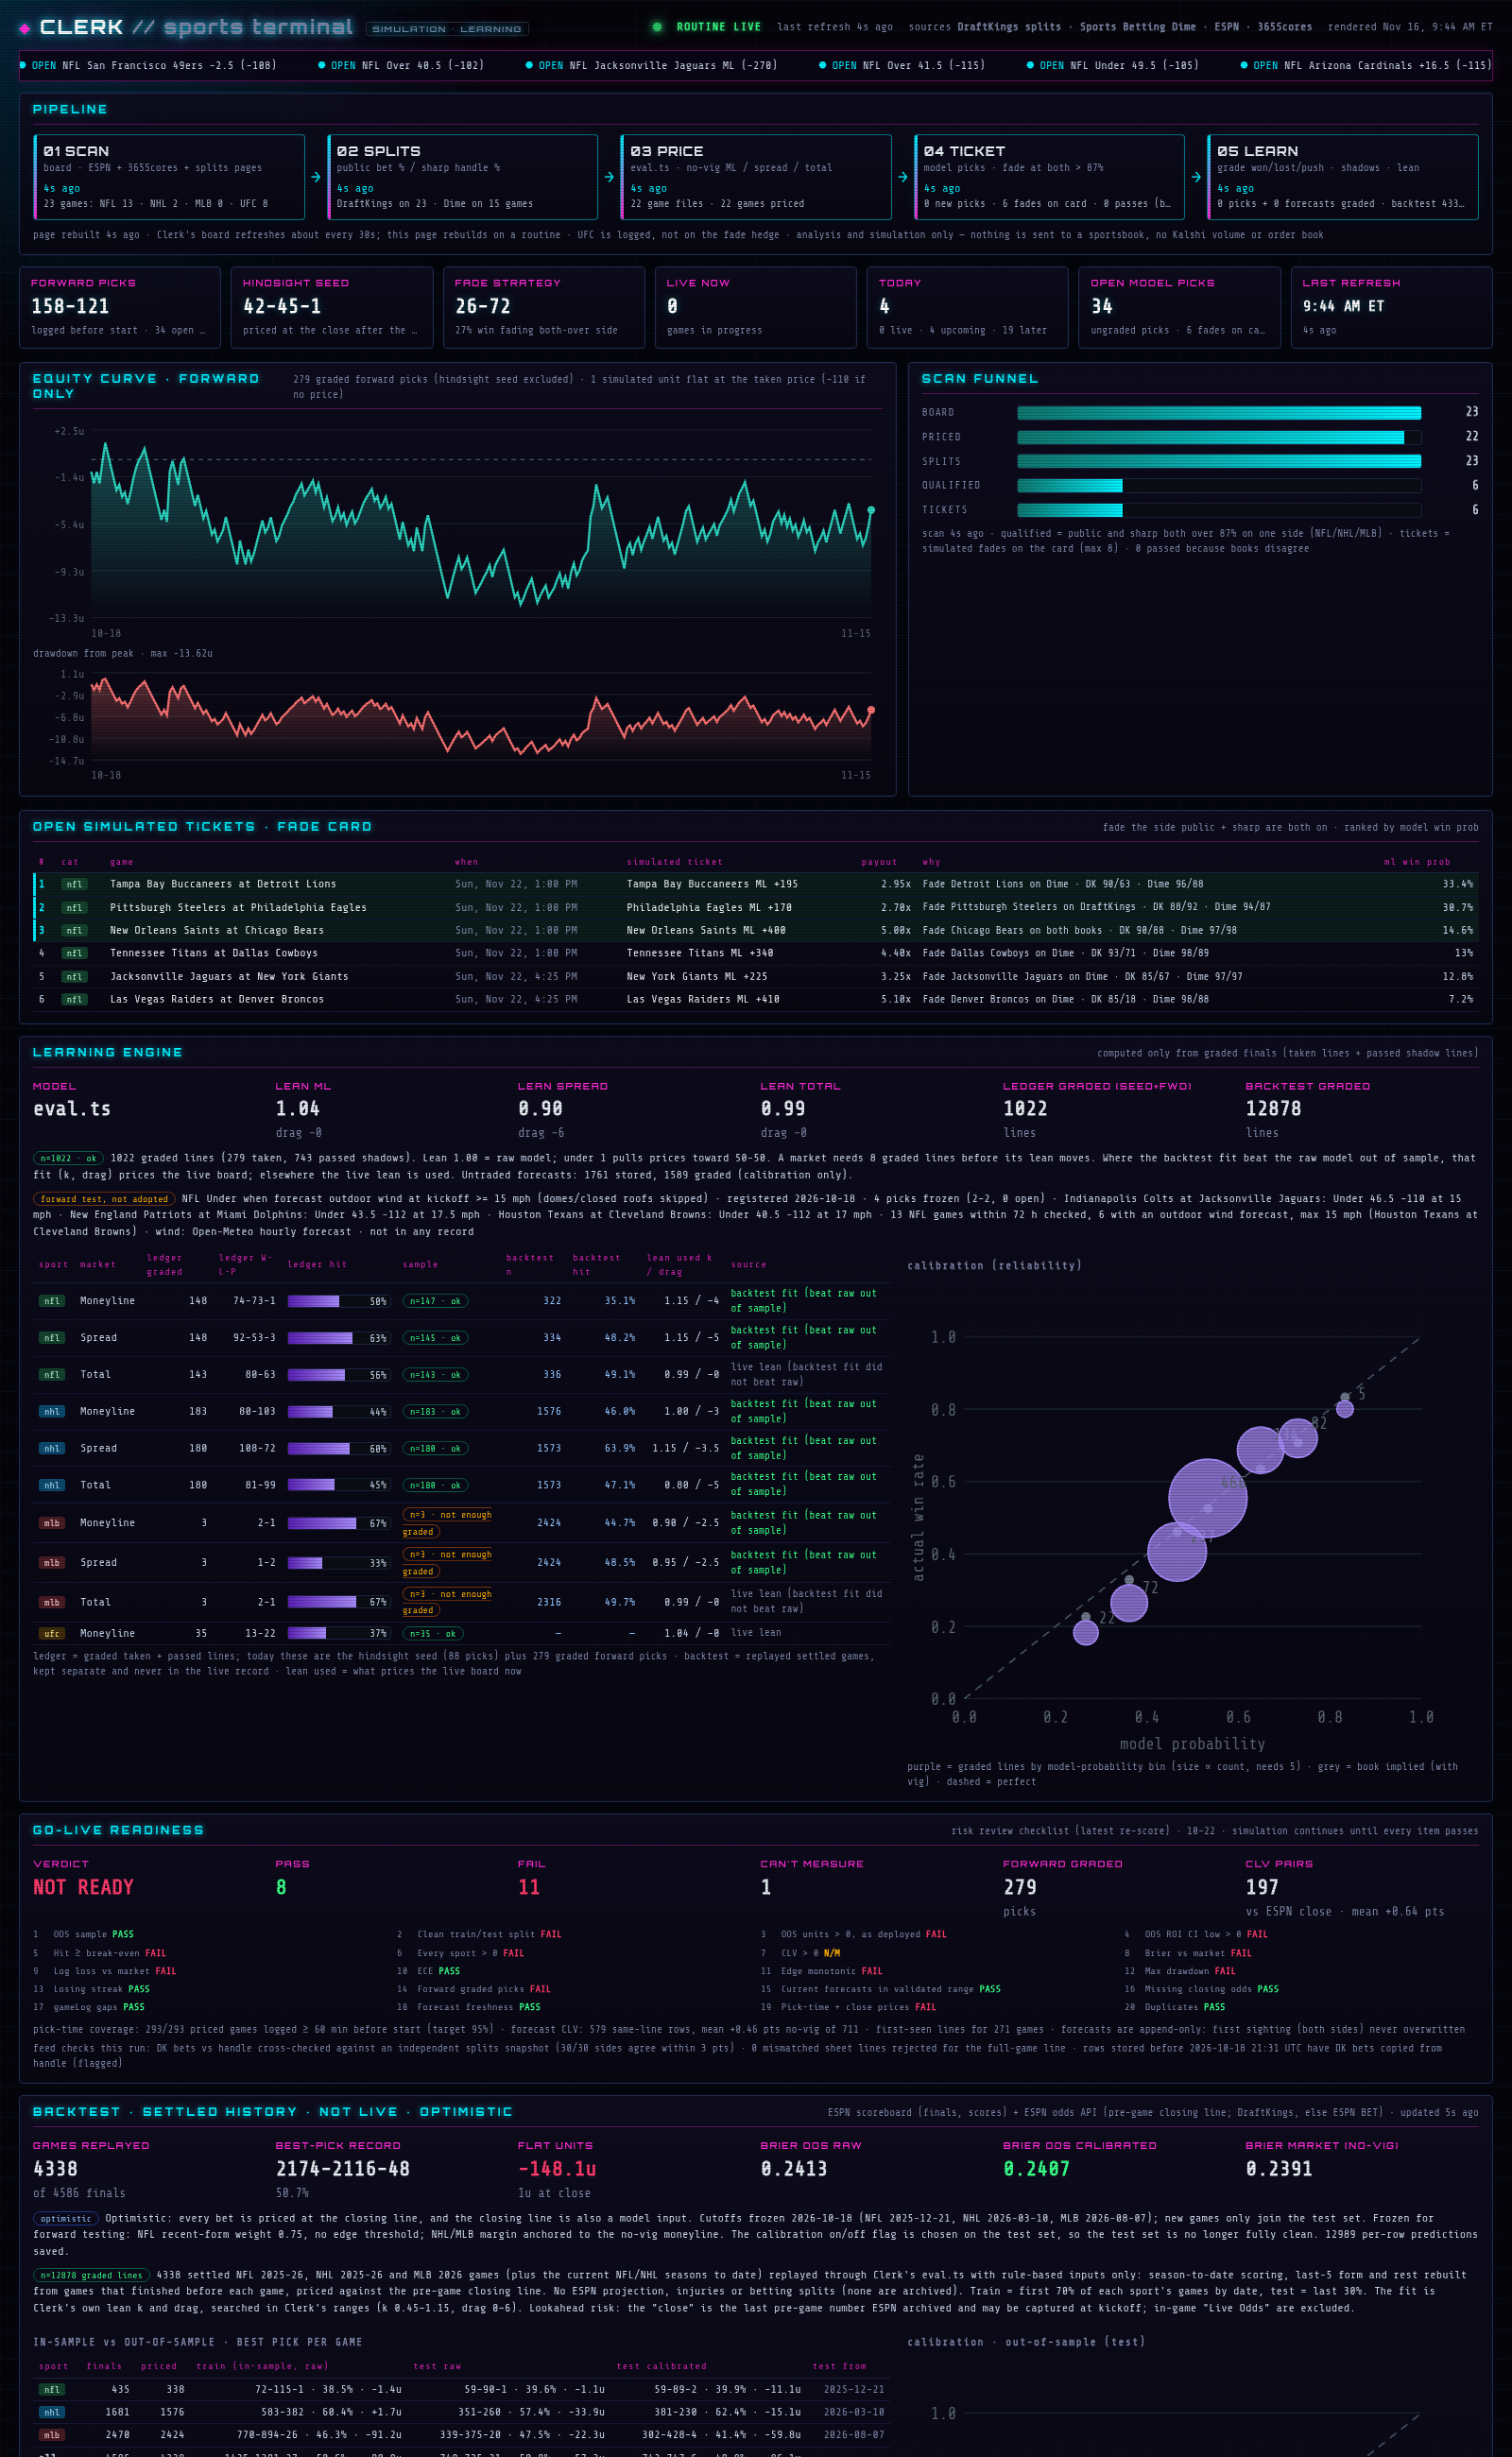 ◆ CLERK // sports terminal SIMULATION · LEARNING
ROUTINE LIVE last refresh 4s ago sources DraftKings splits · Sports Betting Dime · ESPN · 365Scores rendered Nov 16, 9:44 AM ET
● OPEN NFL San Francisco 49ers -2.5 (-108) ● OPEN NFL Over 40.5 (-102) ● OPEN NFL Jacksonville Jaguars ML (-270) ● OPEN NFL Over 41.5 (-115) ● OPEN NFL Under 49.5 (-105) ● OPEN NFL Arizona Cardinals +16.5 (-115)
PIPELINE
01 SCAN
board · ESPN + 365Scores + splits pages
4s ago
23 games: NFL 13 · NHL 2 · MLB 0 · UFC 8
→
02 SPLITS
public bet % / sharp handle %
4s ago
DraftKings on 23 · Dime on 15 games
→
03 PRICE
eval.ts · no-vig ML / spread / total
4s ago
22 game files · 22 games priced
→
04 TICKET
model picks · fade at both > 87%
4s ago
0 new picks · 6 fades on card · 0 passes (b…
→
05 LEARN
grade won/lost/push · shadows · lean
4s ago
0 picks + 0 forecasts graded · backtest 433…
page rebuilt 4s ago · Clerk's board refreshes about every 30s; this page rebuilds on a routine · UFC is logged, not on the fade hedge · analysis and simulation only — nothing is sent to a sportsbook, no Kalshi volume or order book
FORWARD PICKS
158-121
logged before start · 34 open …
HINDSIGHT SEED
42-45-1
priced at the close after the …
FADE STRATEGY
26-72
27% win fading both-over side
LIVE NOW
0
games in progress
TODAY
4
0 live · 4 upcoming · 19 later
OPEN MODEL PICKS
34
ungraded picks · 6 fades on ca…
LAST REFRESH
9:44 AM ET
4s ago
EQUITY CURVE · FORWARD ONLY
279 graded forward picks (hindsight seed excluded) · 1 simulated unit flat at the taken price (-110 if no price)
+2.5u
-1.4u
-5.4u
-9.3u
-13.3u
10-18 11-15
drawdown from peak · max -13.62u
1.1u
-2.9u
-6.8u
-10.8u
-14.7u
10-18 11-15
SCAN FUNNEL
BOARD 23
PRICED 22
SPLITS 23
QUALIFIED 6
TICKETS 6
scan 4s ago · qualified = public and sharp both over 87% on one side (NFL/NHL/MLB) · tickets =
simulated fades on the card (max 8) · 0 passed because books disagree
OPEN SIMULATED TICKETS · FADE CARD
fade the side public + sharp are both on · ranked by model win prob
# cat game when simulated ticket payout why ml win prob
1 nfl Tampa Bay Buccaneers at Detroit Lions Sun, Nov 22, 1:00 PM Tampa Bay Buccaneers ML +195 2.95x Fade Detroit Lions on Dime · DK 90/63 · Dime 96/88 33.4%
2 nfl Pittsburgh Steelers at Philadelphia Eagles Sun, Nov 22, 1:00 PM Philadelphia Eagles ML +170 2.70x Fade Pittsburgh Steelers on DraftKings · DK 88/92 · Dime 94/87 30.7%
3 nfl New Orleans Saints at Chicago Bears Sun, Nov 22, 1:00 PM New Orleans Saints ML +400 5.00x Fade Chicago Bears on both books · DK 90/88 · Dime 97/98 14.6%
4 nfl Tennessee Titans at Dallas Cowboys Sun, Nov 22, 1:00 PM Tennessee Titans ML +340 4.40x Fade Dallas Cowboys on Dime · DK 93/71 · Dime 98/89 13%
5 nfl Jacksonville Jaguars at New York Giants Sun, Nov 22, 4:25 PM New York Giants ML +225 3.25x Fade Jacksonville Jaguars on Dime · DK 85/67 · Dime 97/97 12.8%
6 nfl Las Vegas Raiders at Denver Broncos Sun, Nov 22, 4:25 PM Las Vegas Raiders ML +410 5.10x Fade Denver Broncos on Dime · DK 85/18 · Dime 98/88 7.2%
LEARNING ENGINE
computed only from graded finals (taken lines + passed shadow lines)
MODEL
eval.ts
LEAN ML
1.04
drag -0
LEAN SPREAD
0.90
drag -6
LEAN TOTAL
0.99
drag -0
LEDGER GRADED (SEED+FWD)
1022
lines
BACKTEST GRADED
12878
lines
n=1022 · ok 1022 graded lines (279 taken, 743 passed shadows). Lean 1.00 = raw model; under 1 pulls prices toward 50-50. A market needs 8 graded lines before its lean moves. Where the backtest fit beat the raw model out of sample, that
fit (k, drag) prices the live board; elsewhere the live lean is used. Untraded forecasts: 1761 stored, 1589 graded (calibration only).
forward test, not adopted NFL Under when forecast outdoor wind at kickoff >= 15 mph (domes/closed roofs skipped) · registered 2026-10-18 · 4 picks frozen (2-2, 0 open) · Indianapolis Colts at Jacksonville Jaguars: Under 46.5 -110 at 15
mph · New England Patriots at Miami Dolphins: Under 43.5 -112 at 17.5 mph · Houston Texans at Cleveland Browns: Under 40.5 -112 at 17 mph · 13 NFL games within 72 h checked, 6 with an outdoor wind forecast, max 15 mph (Houston Texans at
Cleveland Browns) · wind: Open-Meteo hourly forecast · not in any record
sport market ledger graded ledger W-L-P ledger hit sample backtest n backtest hit lean used k / drag source
nfl Moneyline 148 74-73-1 50% n=147 · ok 322 35.1% 1.15 / -4 backtest fit (beat raw out of sample)
nfl Spread 148 92-53-3 63% n=145 · ok 334 48.2% 1.15 / -5 backtest fit (beat raw out of sample)
nfl Total 143 80-63 56% n=143 · ok 336 49.1% 0.99 / -0 live lean (backtest fit did not beat raw)
nhl Moneyline 183 80-103 44% n=183 · ok 1576 46.0% 1.00 / -3 backtest fit (beat raw out of sample)
nhl Spread 180 108-72 60% n=180 · ok 1573 63.9% 1.15 / -3.5 backtest fit (beat raw out of sample)
nhl Total 180 81-99 45% n=180 · ok 1573 47.1% 0.80 / -5 backtest fit (beat raw out of sample)
mlb Moneyline 3 2-1 67% n=3 · not enough graded 2424 44.7% 0.90 / -2.5 backtest fit (beat raw out of sample)
mlb Spread 3 1-2 33% n=3 · not enough graded 2424 48.5% 0.95 / -2.5 backtest fit (beat raw out of sample)
mlb Total 3 2-1 67% n=3 · not enough graded 2316 49.7% 0.99 / -0 live lean (backtest fit did not beat raw)
ufc Moneyline 35 13-22 37% n=35 · ok — — 1.04 / -0 live lean
ledger = graded taken + passed lines; today these are the hindsight seed (88 picks) plus 279 graded forward picks · backtest = replayed settled games,
kept separate and never in the live record · lean used = what prices the live board now
calibration (reliability)
1.0
0.8
0.6
0.4
0.2
0.0
0.0 0.2 0.4 0.6 0.8 1.0
actual win rate
model probability
5
82
72
22
purple = graded lines by model-probability bin (size ∝ count, needs 5) · grey = book implied (with
vig) · dashed = perfect
GO-LIVE READINESS
risk review checklist (latest re-score) · 10-22 · simulation continues until every item passes
VERDICT
NOT READY
PASS
8
FAIL
11
CAN'T MEASURE
1
FORWARD GRADED
279
picks
CLV PAIRS
197
vs ESPN close · mean +0.64 pts
1 OOS sample PASS 2 Clean train/test split FAIL 3 OOS units > 0, as deployed FAIL 4 OOS ROI CI low > 0 FAIL
5 Hit ≥ break-even FAIL 6 Every sport > 0 FAIL 7 CLV > 0 N/M 8 Brier vs market FAIL
9 Log loss vs market FAIL 10 ECE PASS 11 Edge monotonic FAIL 12 Max drawdown FAIL
13 Losing streak PASS 14 Forward graded picks FAIL 15 Current forecasts in validated range PASS 16 Missing closing odds PASS
17 gameLog gaps PASS 18 Forecast freshness PASS 19 Pick-time + close prices FAIL 20 Duplicates PASS
pick-time coverage: 293/293 priced games logged ≥ 60 min before start (target 95%) · forecast CLV: 579 same-line rows, mean +0.46 pts no-vig of 711 · first-seen lines for 271 games · forecasts are append-only: first sighting (both sides) never overwritten
feed checks this run: DK bets vs handle cross-checked against an independent splits snapshot (30/30 sides agree within 3 pts) · 0 mismatched sheet lines rejected for the full-game line · rows stored before 2026-10-18 21:31 UTC have DK bets copied from
handle (flagged)
BACKTEST · SETTLED HISTORY · NOT LIVE · OPTIMISTIC
ESPN scoreboard (finals, scores) + ESPN odds API (pre-game closing line; DraftKings, else ESPN BET) · updated 5s ago
GAMES REPLAYED
4338
of 4586 finals
BEST-PICK RECORD
2174-2116-48
50.7%
FLAT UNITS
-148.1u
1u at close
BRIER OOS RAW
0.2413
BRIER OOS CALIBRATED
0.2407
BRIER MARKET (NO-VIG)
0.2391
optimistic Optimistic: every bet is priced at the closing line, and the closing line is also a model input. Cutoffs frozen 2026-10-18 (NFL 2025-12-21, NHL 2026-03-10, MLB 2026-08-07); new games only join the test set. Frozen for
forward testing: NFL recent-form weight 0.75, no edge threshold; NHL/MLB margin anchored to the no-vig moneyline. The calibration on/off flag is chosen on the test set, so the test set is no longer fully clean. 12989 per-row predictions
saved.
n=12878 graded lines 4338 settled NFL 2025-26, NHL 2025-26 and MLB 2026 games (plus the current NFL/NHL seasons to date) replayed through Clerk's eval.ts with rule-based inputs only: season-to-date scoring, last-5 form and rest rebuilt
from games that finished before each game, priced against the pre-game closing line. No ESPN projection, injuries or betting splits (none are archived). Train = first 70% of each sport's games by date, test = last 30%. The fit is
Clerk's own lean k and drag, searched in Clerk's ranges (k 0.45-1.15, drag 0-6). Lookahead risk: the "close" is the last pre-game number ESPN archived and may be captured at kickoff; in-game "Live Odds" are excluded.
IN-SAMPLE vs OUT-OF-SAMPLE · BEST PICK PER GAME
sport finals priced train (in-sample, raw) test raw test calibrated test from
nfl 435 338 72-115-1 · 38.5% · -1.4u 59-90-1 · 39.6% · -1.1u 59-89-2 · 39.9% · -11.1u 2025-12-21
nhl 1681 1576 583-382 · 60.4% · +1.7u 351-260 · 57.4% · -33.9u 381-230 · 62.4% · -15.1u 2026-03-10
mlb 2470 2424 770-894-26 · 46.3% · -91.2u 339-375-20 · 47.5% · -22.3u 302-428-4 · 41.4% · -59.8u 2026-08-07
calibration · out-of-sample (test)
1.0